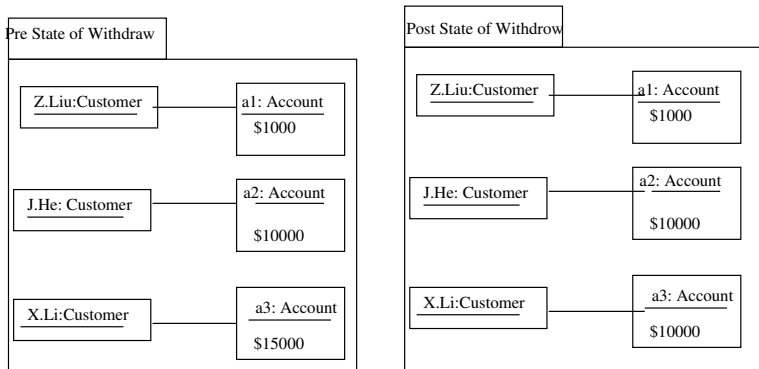 Pre State of Withdraw
Z.Liu:Customer
a1: Account
$1000
J.He: Customer
a2: Account
$10000
X.Li:Customer
a3: Account
$15000
Post State of Withdrow
Z.Liu:Customer
a1: Account
$1000
J.He: Customer
a2: Account
$10000
X.Li:Customer
a3: Account
$10000